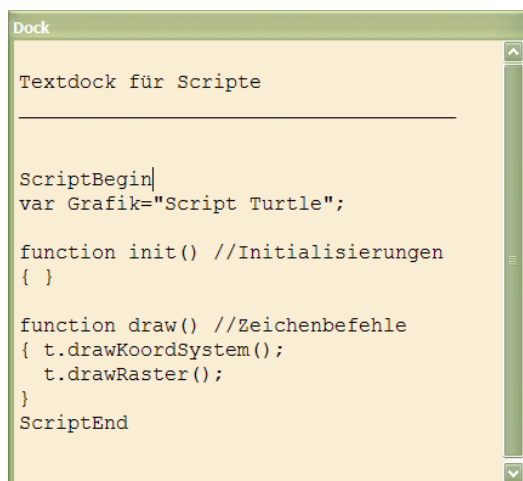 Dock
Textdock für Scripte
ScriptBegin
var Grafik="Script Turtle";
function init() //Initialisierungen
{ }
function draw() //Zeichenbefehle
{ t.drawKoordSystem();
t.drawRaster();
}
ScriptEnd